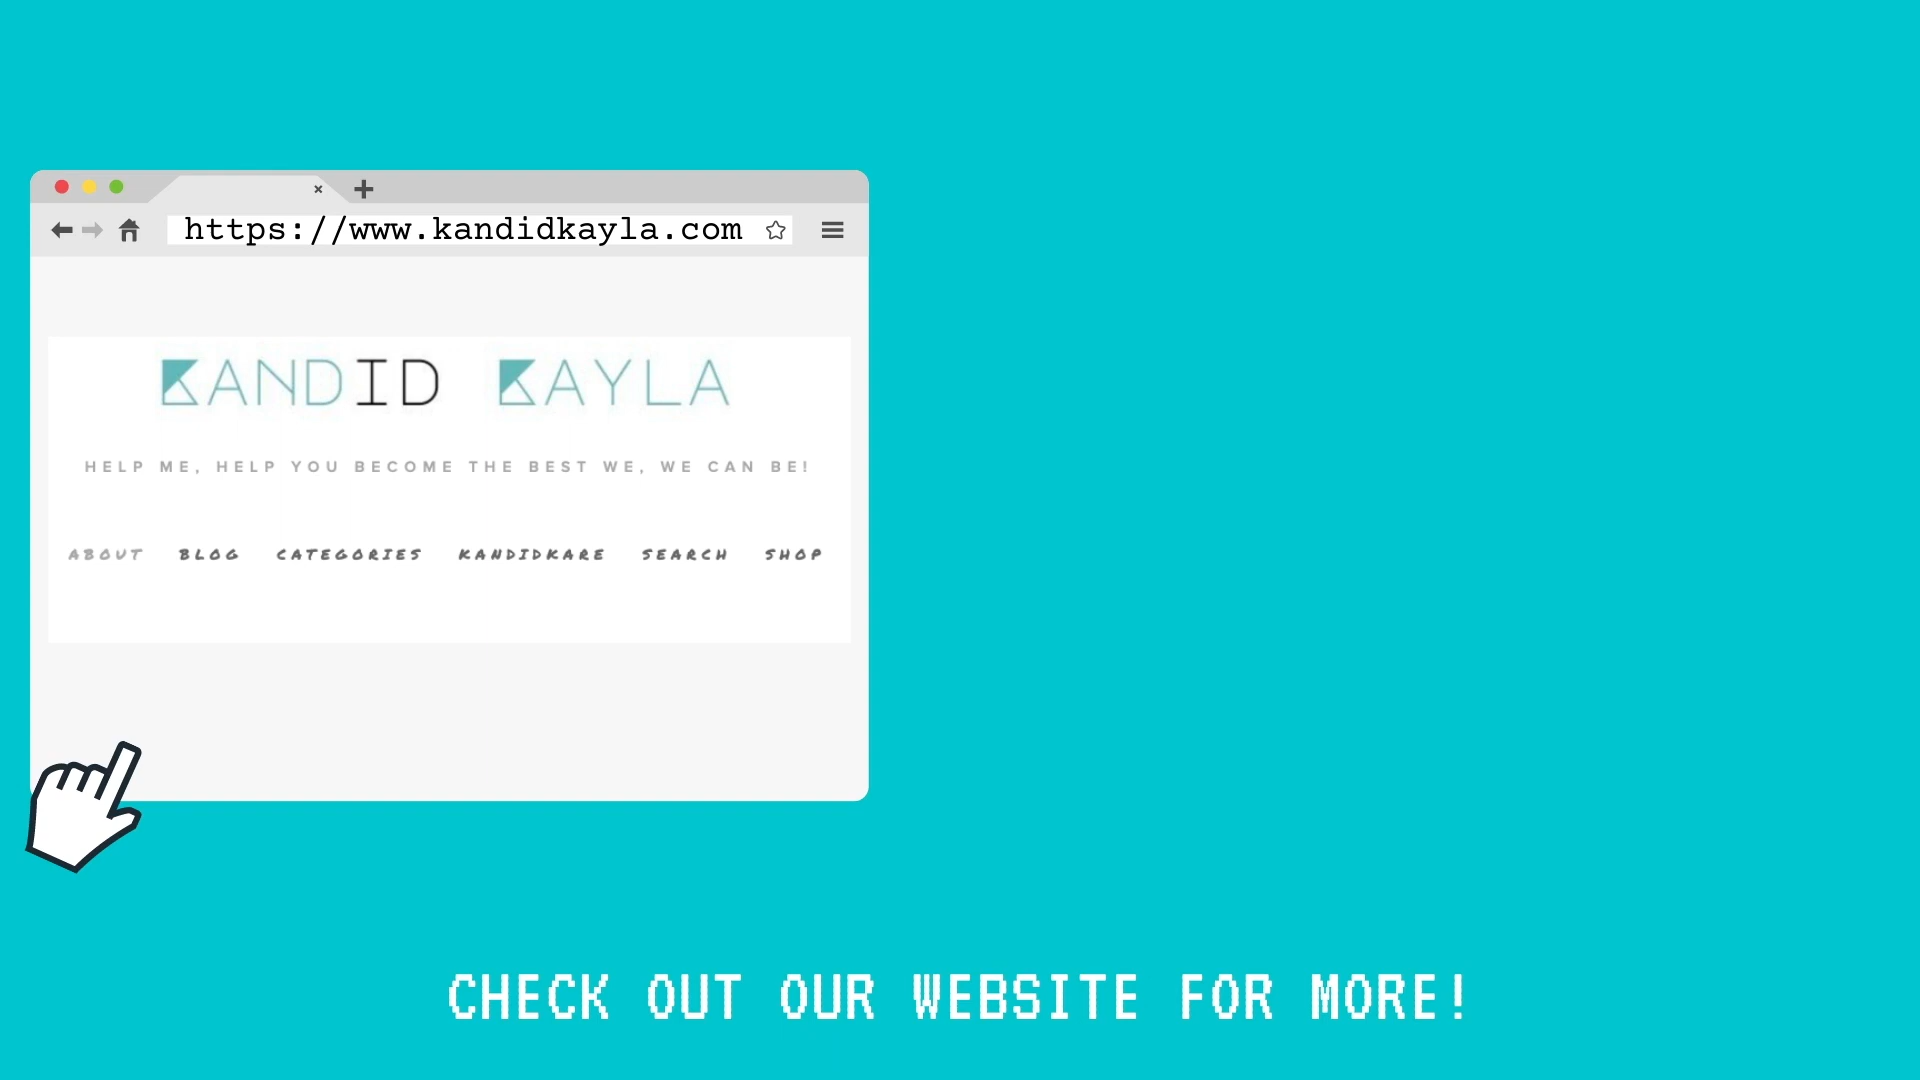 https://www.kandidkayla.com
KANDID KAYLA
HELP ME, HELP YOU BECOME THE BEST WE, WE CAN BE!
ABOUT BLOG CATEGORIES KANDIDKARE SEARCH SHOP
CHECK OUT OUR WEBSITE FOR MORE!